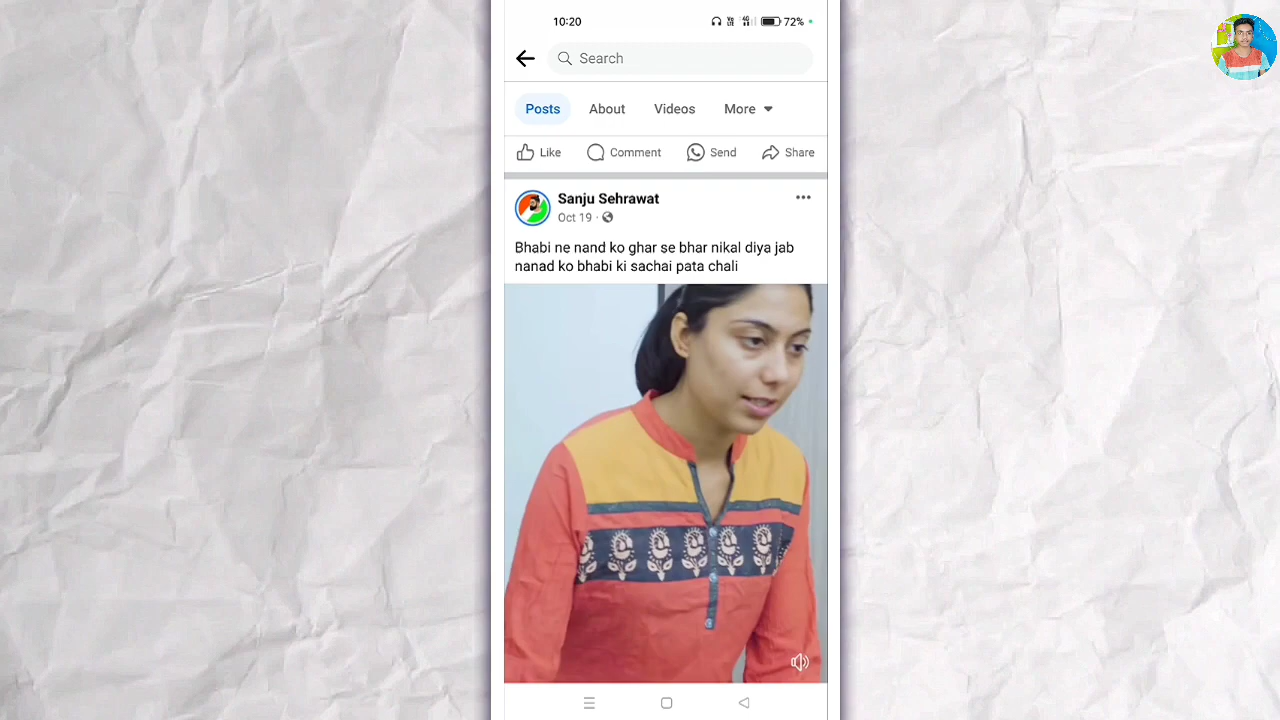 10:20
72%
Search
Posts About Videos More
Like Comment Send Share
Sanju Sehrawat
Oct 19 ·
Bhabi ne nand ko ghar se bhar nikal diya jab
nanad ko bhabi ki sachai pata chali